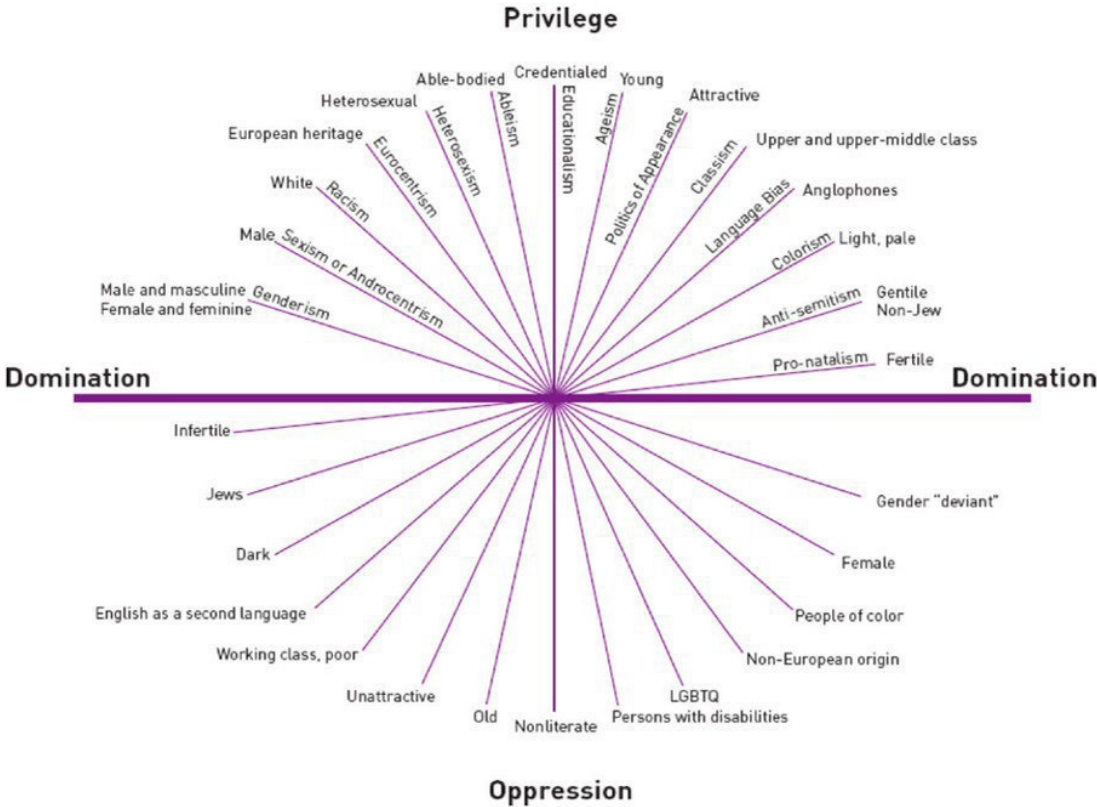 Privilege
Credentialed
Able-bodied
Young
Attractive
Heterosexual
European heritage
Upper and upper-middle class
White
Anglophones
Male
Light, pale
Male and masculine
Female and feminine
Gentile
Non-Jew
Fertile
Genderism
Sexism or Androcentrism
Racism
Eurocentrism
Heterosexism
Ableism
Educationalism
Ageism
Politics of Appearance
Classism
Language Bias
Colorism
Anti-semitism
Pro-natalism
Domination
Domination
Infertile
Jews
Gender "deviant"
Dark
Female
English as a second language
People of color
Working class, poor
Non-European origin
Unattractive
LGBTQ
Old
Persons with disabilities
Nonliterate
Oppression